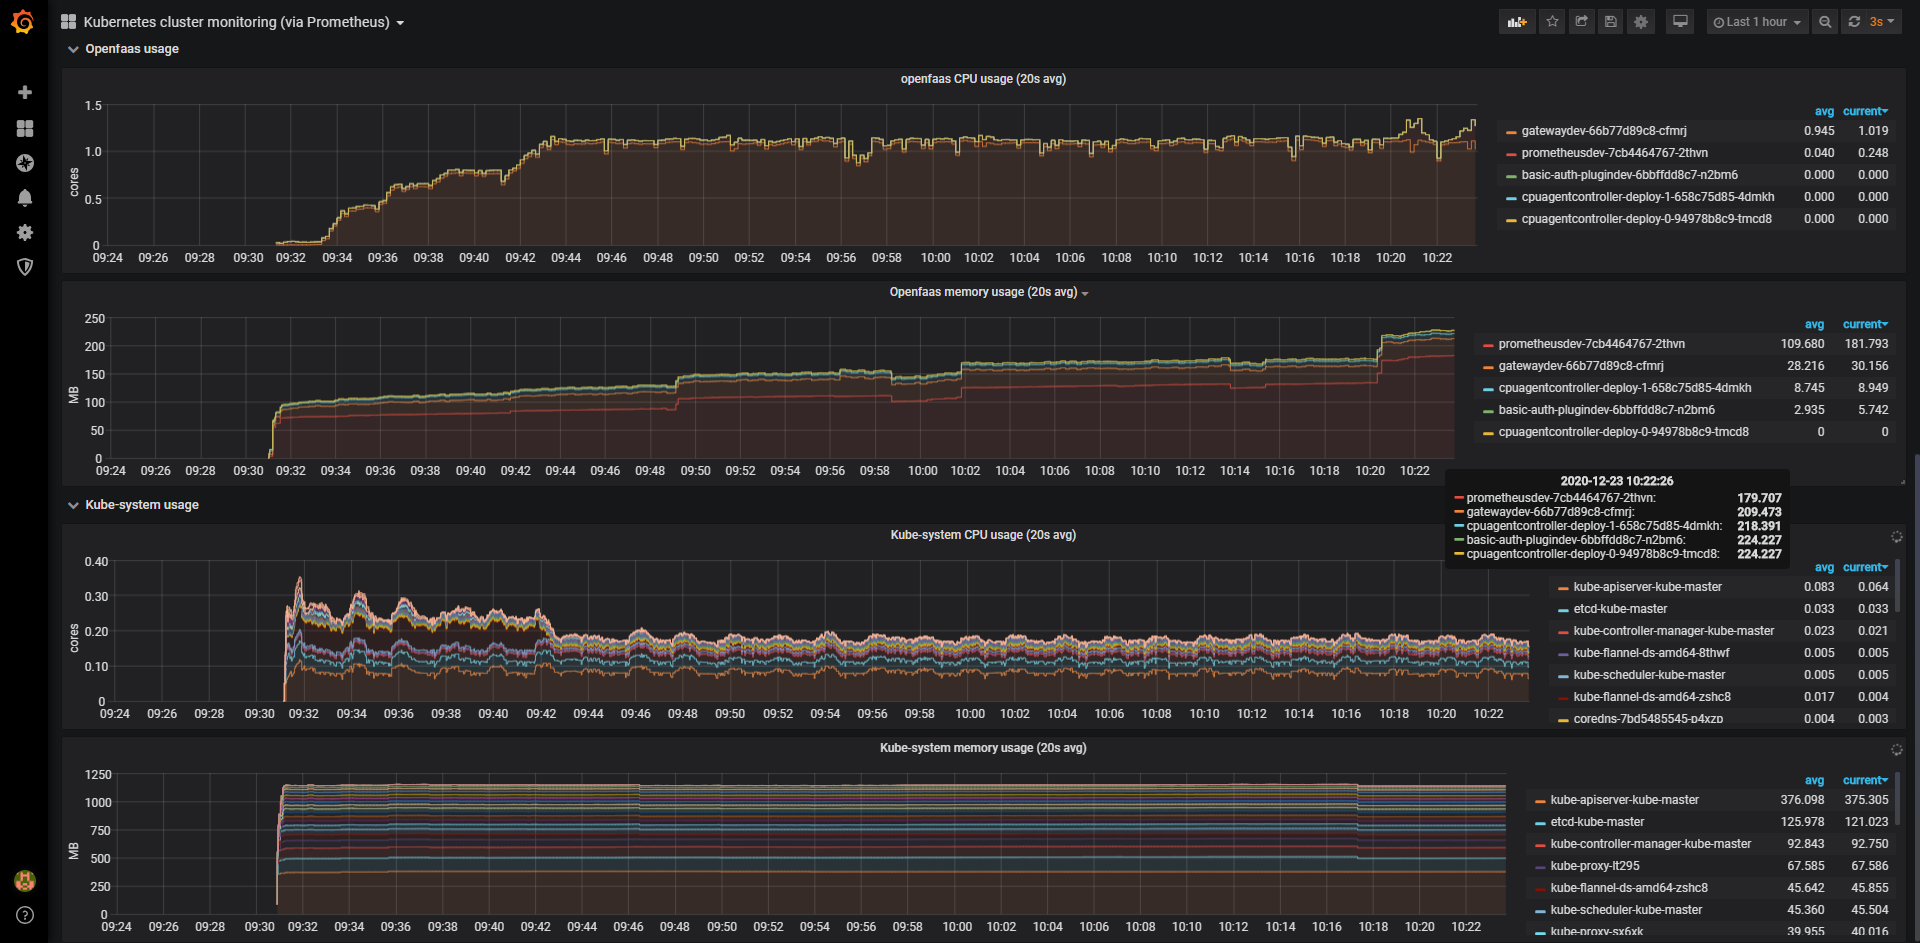 Kubernetes cluster monitoring (via Prometheus)
Last 1 hour
3s
Openfaas usage
openfaas CPU usage (20s avg)
1.5
1.0
0.5
0
cores
09:24 09:26 09:28 09:30 09:32 09:34 09:36 09:38 09:40 09:42 09:44 09:46 09:48 09:50 09:52 09:54 09:56 09:58 10:00 10:02 10:04 10:06 10:08 10:10 10:12 10:14 10:16 10:18 10:20 10:22
avg current
gatewaydev-66b77d89c8-cfmrj 0.945 1.019
prometheusdev-7cb4464767-2thvn 0.040 0.248
basic-auth-plugindev-6bbffdd8c7-n2bm6 0.000 0.000
cpuagentcontroller-deploy-1-658c75d85-4dmkh 0.000 0.000
cpuagentcontroller-deploy-0-94978b8c9-tmcd8 0.000 0.000
Openfaas memory usage (20s avg)
250
200
150
100
50
0
MB
09:24 09:26 09:28 09:30 09:32 09:34 09:36 09:38 09:40 09:42 09:44 09:46 09:48 09:50 09:52 09:54 09:56 09:58 10:00 10:02 10:04 10:06 10:08 10:10 10:12 10:14 10:16 10:18 10:20 10:22
avg current
prometheusdev-7cb4464767-2thvn 109.680 181.793
gatewaydev-66b77d89c8-cfmrj 28.216 30.156
cpuagentcontroller-deploy-1-658c75d85-4dmkh 8.745 8.949
basic-auth-plugindev-6bbffdd8c7-n2bm6 2.935 5.742
cpuagentcontroller-deploy-0-94978b8c9-tmcd8 0 0
2020-12-23 10:22:26
prometheusdev-7cb4464767-2thvn: 179.707
gatewaydev-66b77d89c8-cfmrj: 209.473
cpuagentcontroller-deploy-1-658c75d85-4dmkh: 218.391
basic-auth-plugindev-6bbffdd8c7-n2bm6: 224.227
cpuagentcontroller-deploy-0-94978b8c9-tmcd8: 224.227
Kube-system usage
Kube-system CPU usage (20s avg)
0.40
0.30
0.20
0.10
0
cores
09:24 09:26 09:28 09:30 09:32 09:34 09:36 09:38 09:40 09:42 09:44 09:46 09:48 09:50 09:52 09:54 09:56 09:58 10:00 10:02 10:04 10:06 10:08 10:10 10:12 10:14 10:16 10:18 10:20 10:22
avg current
kube-apiserver-kube-master 0.083 0.064
etcd-kube-master 0.033 0.033
kube-controller-manager-kube-master 0.023 0.021
kube-flannel-ds-amd64-8thwf 0.005 0.005
kube-scheduler-kube-master 0.005 0.005
kube-flannel-ds-amd64-zshc8 0.017 0.004
coredns-7bd5485545-p4xzp 0.004 0.003
Kube-system memory usage (20s avg)
1250
1000
750
500
250
0
MB
09:24 09:26 09:28 09:30 09:32 09:34 09:36 09:38 09:40 09:42 09:44 09:46 09:48 09:50 09:52 09:54 09:56 09:58 10:00 10:02 10:04 10:06 10:08 10:10 10:12 10:14 10:16 10:18 10:20 10:22
avg current
kube-apiserver-kube-master 376.098 375.305
etcd-kube-master 125.978 121.023
kube-controller-manager-kube-master 92.843 92.750
kube-proxy-lt295 67.585 67.586
kube-flannel-ds-amd64-zshc8 45.642 45.855
kube-scheduler-kube-master 45.360 45.504
kube-proxy-sx6xk 39.955 40.016